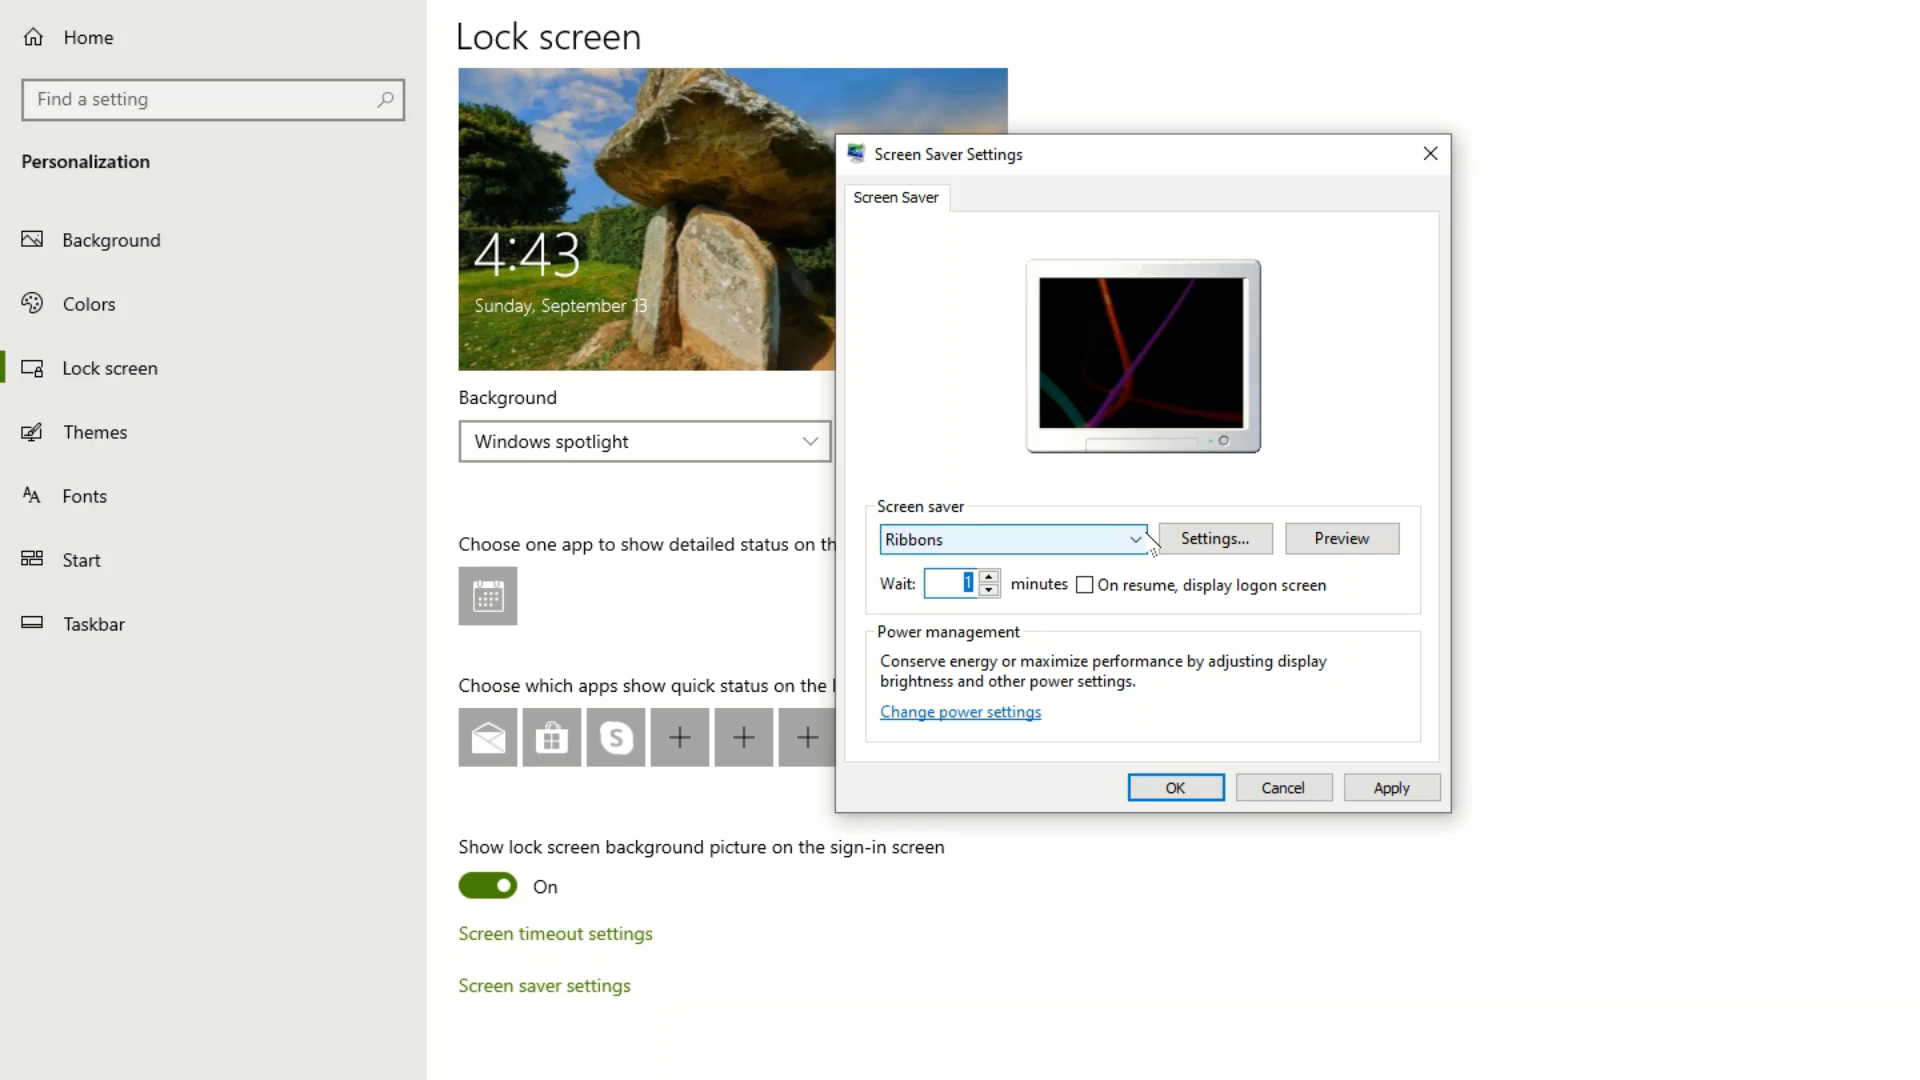 Home
Find a setting
Personalization
Background
Colors
Lock screen
Themes
Fonts
Start
Taskbar
Lock screen
4:43
Sunday, September 13
Background
Windows spotlight
Choose one app to show detailed status on th
Choose which apps show quick status on the l
Show lock screen background picture on the sign-in screen
On
Screen timeout settings
Screen saver settings
Screen Saver Settings
Screen Saver
Screen saver
Ribbons
Settings...
Preview
Wait: 1 minutes On resume, display logon screen
Power management
Conserve energy or maximize performance by adjusting display
brightness and other power settings.
Change power settings
OK Cancel Apply